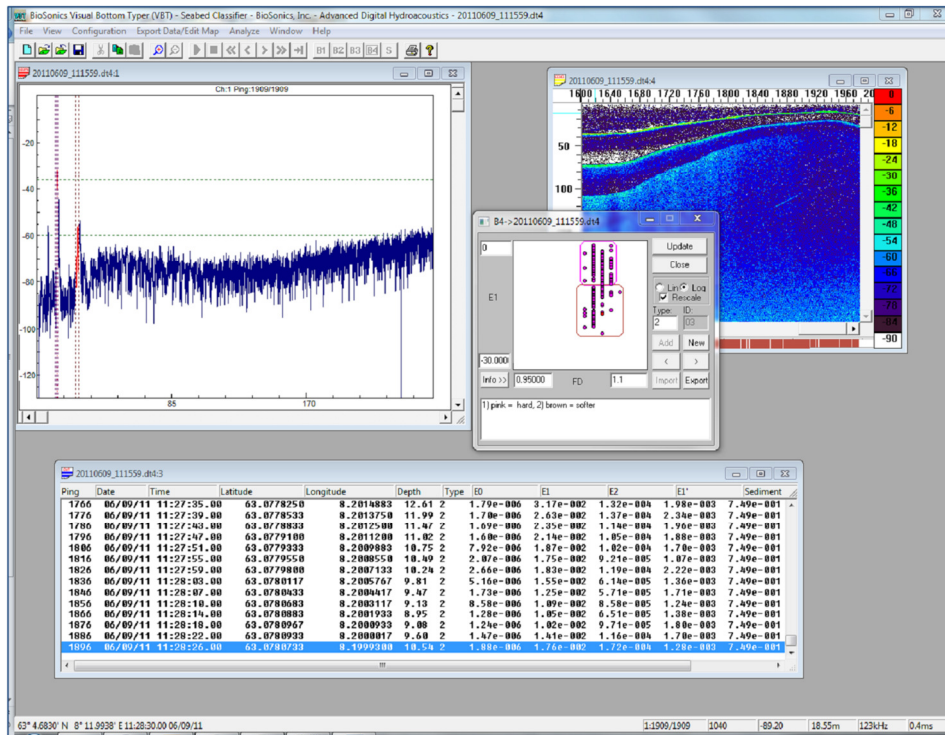 BioSonics Visual Bottom Typer (VBT) - Seabed Classifier - BioSonics, Inc. - Advanced Digital Hydroacoustics - 20110609_111559.dt4
File View Configuration Export Data/Edit Map Analyze Window Help
B1 B2 B3 B4 S
20110609_111559.dt4:1
Ch:1 Ping:1909/1909
-20
-40
-60
-80
-100
-120
85 170
20110609_111559.dt4:4
1600 1640 1680 1720 1760 1800 1840 1880 1920 1960 20
50
100
0
-6
-12
-18
-24
-30
-36
-42
-48
-54
-60
-66
-72
-78
-84
-90
B4->20110609_111559.dt4
0
E1
-30.000
Update
Close
Lin Log
Rescale
Type: ID:
2 03
Add New
< >
Info >> 0.95000 FD 1.1 Import Export
1) pink = hard, 2) brown = softer
20110609_111559.dt4:3
Ping Date Time Latitude Longitude Depth Type E0 E1 E2 E1' Sediment
1766 06/09/11 11:27:35.00 63.0778250 8.2014883 12.61 2 1.79e-006 3.17e-002 1.32e-004 1.98e-003 7.49e-001
1776 06/09/11 11:27:39.00 63.0778533 8.2013750 11.99 2 1.70e-006 2.63e-002 1.37e-004 2.34e-003 7.49e-001
1786 06/09/11 11:27:43.00 63.0778833 8.2012500 11.47 2 1.69e-006 2.35e-002 1.14e-004 1.96e-003 7.49e-001
1796 06/09/11 11:27:47.00 63.0779100 8.2011200 11.02 2 1.60e-006 2.14e-002 1.05e-004 1.88e-003 7.49e-001
1806 06/09/11 11:27:51.00 63.0779333 8.2009883 10.75 2 7.92e-006 1.87e-002 1.02e-004 1.70e-003 7.49e-001
1816 06/09/11 11:27:55.00 63.0779550 8.2008550 10.49 2 2.07e-006 1.75e-002 9.21e-005 1.07e-003 7.49e-001
1826 06/09/11 11:27:59.00 63.0779800 8.2007133 10.24 2 2.66e-006 1.83e-002 1.19e-004 2.22e-003 7.49e-001
1836 06/09/11 11:28:03.00 63.0780117 8.2005767 9.81 2 5.16e-006 1.55e-002 6.14e-005 1.36e-003 7.49e-001
1846 06/09/11 11:28:07.00 63.0780433 8.2004417 9.47 2 1.73e-006 1.25e-002 5.71e-005 1.71e-003 7.49e-001
1856 06/09/11 11:28:10.00 63.0780683 8.2003117 9.13 2 8.58e-006 1.09e-002 8.58e-005 1.24e-003 7.49e-001
1866 06/09/11 11:28:14.00 63.0780883 8.2001933 8.95 2 1.28e-006 1.05e-002 6.51e-005 1.38e-003 7.49e-001
1876 06/09/11 11:28:18.00 63.0780967 8.2000933 9.08 2 1.24e-006 1.02e-002 9.71e-005 1.80e-003 7.49e-001
1886 06/09/11 11:28:22.00 63.0780933 8.2000017 9.60 2 1.47e-006 1.41e-002 1.16e-004 1.70e-003 7.49e-001
1896 06/09/11 11:28:26.00 63.0780733 8.1999300 10.54 2 1.88e-006 1.76e-002 1.72e-004 1.28e-003 7.49e-001
63° 4.6830' N 8° 11.9938' E 11:28:30.00 06/09/11 1:1909/1909 1040 -89.20 18.55m 123kHz 0.4ms